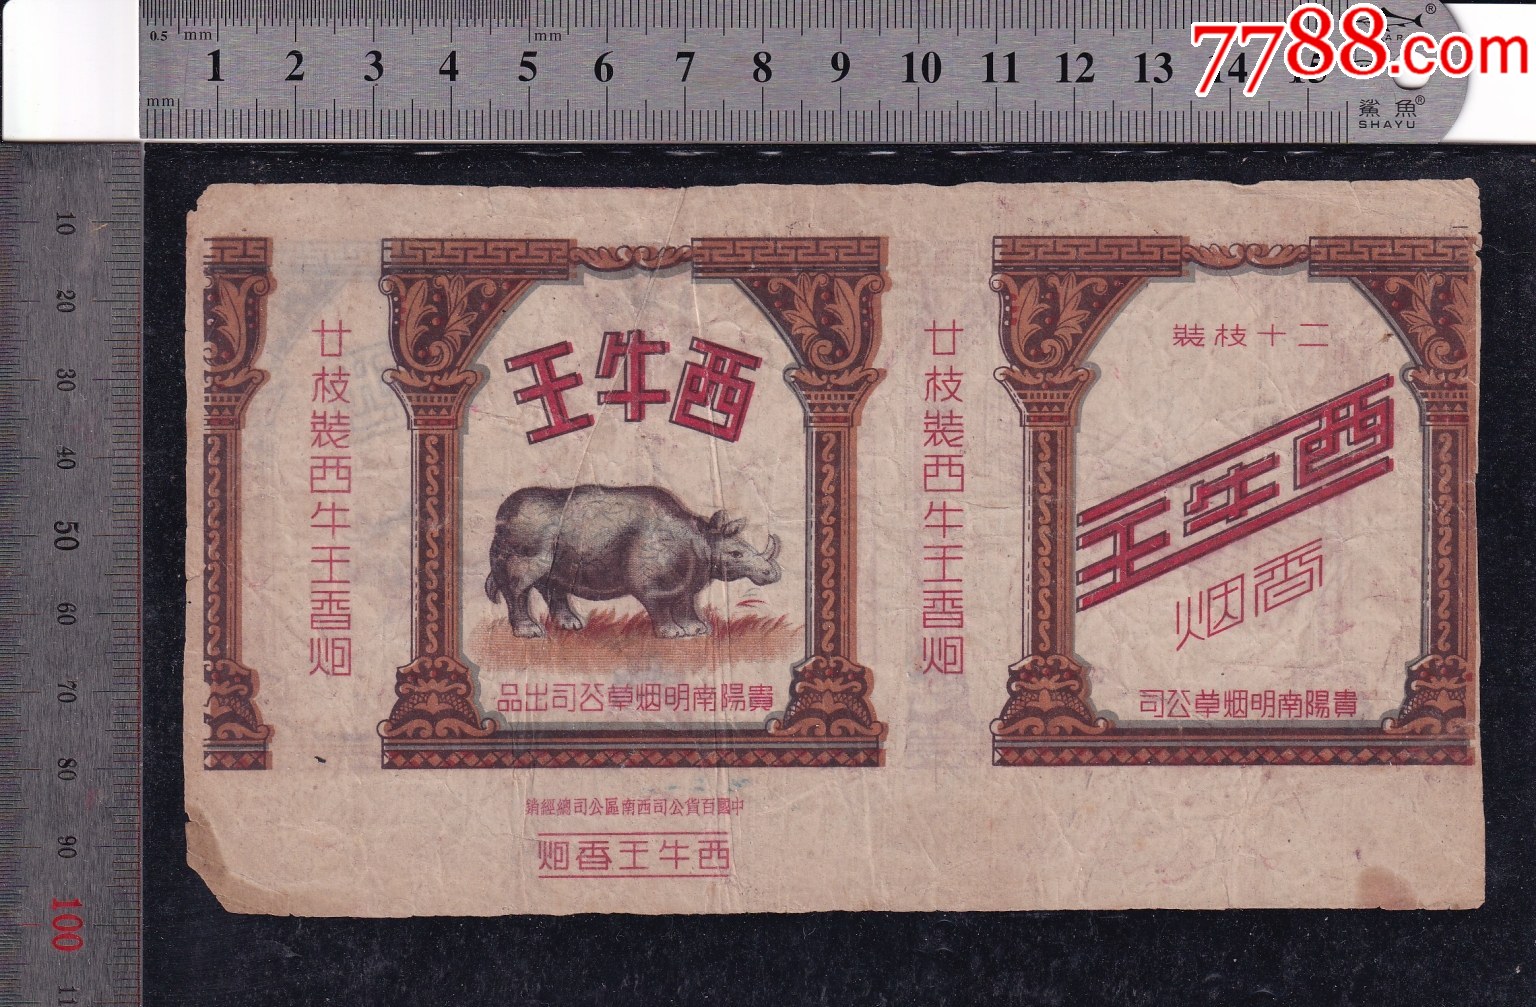 0.5 mm mm
1 2 3 4 5 6 7 8 9 10 11 12 13 14 15
mm
鯊魚®
SHAYU
7788.com
10
20
30
40
50
60
70
80
90
100
廿枝装西牛王香烟
西牛王
貴陽南明烟草公司出品
中國百貨公司西南區公司總經銷
西牛王香烟
廿枝装西牛王香烟
二十枝装
西牛王
香烟
貴陽南明烟草公司